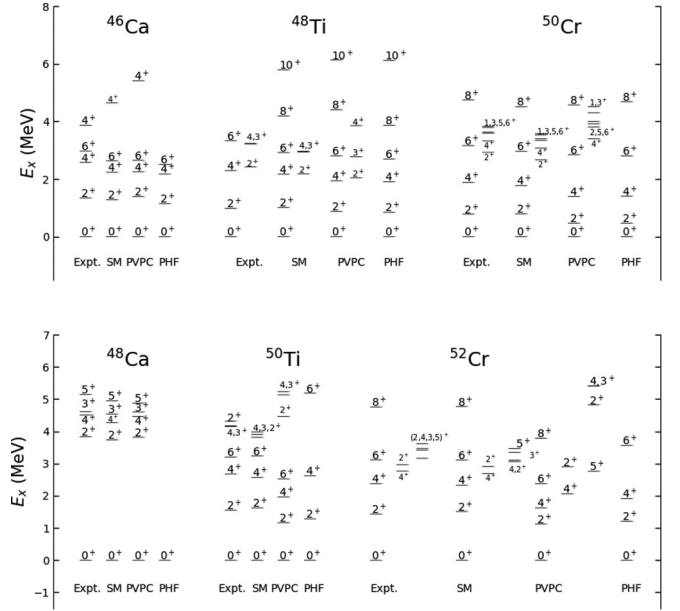 ⁴⁶Ca ⁴⁸Ti ⁵⁰Cr
8
6
4
2
0
Eₓ (MeV)
4⁺ 6⁺ 4⁺ 2⁺ 0⁺
4⁺ 6⁺ 4⁺ 2⁺ 0⁺
4⁺ 6⁺ 4⁺ 2⁺ 0⁺
6⁺ 4⁺ 2⁺ 0⁺
Expt. SM PVPC PHF
6⁺ 4⁺ 2⁺ 0⁺
4,3⁺ 2⁺
10⁺ 8⁺ 6⁺ 4⁺ 2⁺ 0⁺
4,3⁺ 2⁺
10⁺ 8⁺ 6⁺ 4⁺ 2⁺ 0⁺
4⁺ 3⁺ 2⁺
10⁺ 8⁺ 6⁺ 4⁺ 2⁺ 0⁺
Expt. SM PVPC PHF
8⁺ 6⁺ 4⁺ 2⁺ 0⁺
1,3,5,6⁺ 4⁺ 2⁺
8⁺ 6⁺ 4⁺ 2⁺ 0⁺
1,3,5,6⁺ 4⁺ 2⁺
8⁺ 6⁺ 4⁺ 2⁺ 0⁺
1,3⁺ 2,5,6⁺ 4⁺
8⁺ 6⁺ 4⁺ 2⁺ 0⁺
Expt. SM PVPC PHF
⁴⁸Ca ⁵⁰Ti ⁵²Cr
7
6
5
4
3
2
1
0
−1
Eₓ (MeV)
5⁺ 3⁺ 4⁺ 2⁺ 0⁺
5⁺ 3⁺ 4⁺ 2⁺ 0⁺
5⁺ 3⁺ 4⁺ 2⁺ 0⁺
0⁺
Expt. SM PVPC PHF
2⁺ 4,3⁺ 6⁺ 4⁺ 2⁺ 0⁺
4,3,2⁺ 6⁺ 4⁺ 2⁺ 0⁺
4,3⁺ 2⁺ 6⁺ 4⁺ 2⁺ 0⁺
6⁺ 4⁺ 2⁺ 0⁺
Expt. SM PVPC PHF
8⁺ 6⁺ 4⁺ 2⁺ 0⁺
2⁺ 4⁺
(2,4,3,5)⁺
8⁺ 6⁺ 4⁺ 2⁺ 0⁺
2⁺ 4⁺
5⁺ 3⁺ 4,2⁺
8⁺ 6⁺ 4⁺ 2⁺ 0⁺
2⁺ 4⁺
4,3⁺ 2⁺ 5⁺
6⁺ 4⁺ 2⁺ 0⁺
Expt. SM PVPC PHF